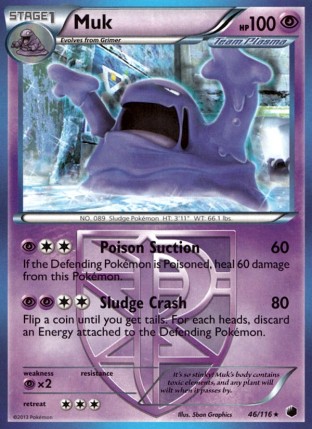 STAGE1 Muk HP100
Evolves from Grimer
Team Plasma
NO. 089 Sludge Pokémon HT. 3'11" WT. 66.1 lbs.
Poison Suction 60
If the Defending Pokémon is Poisoned, heal 60 damage
from this Pokémon.
Sludge Crash 80
Flip a coin until you get tails. For each heads, discard
an Energy attached to the Defending Pokémon.
weakness resistance
×2
retreat
It's so stinky! Muk's body contains
toxic elements, and any plant will
wilt when it passes by.
©2013 Pokémon
Illus. 5ban Graphics 46/116 ★